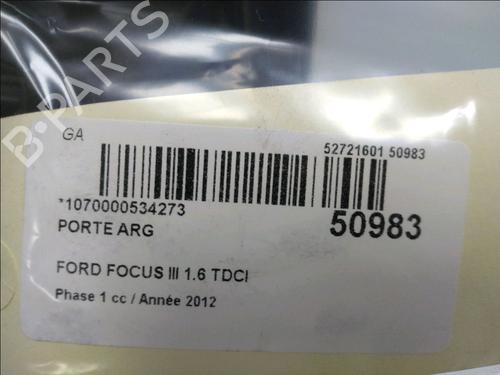 B-PARTS
GA
52721601 50983
*1070000534273
50983
PORTE ARG
FORD FOCUS III 1.6 TDCI
Phase 1 cc / Année 2012